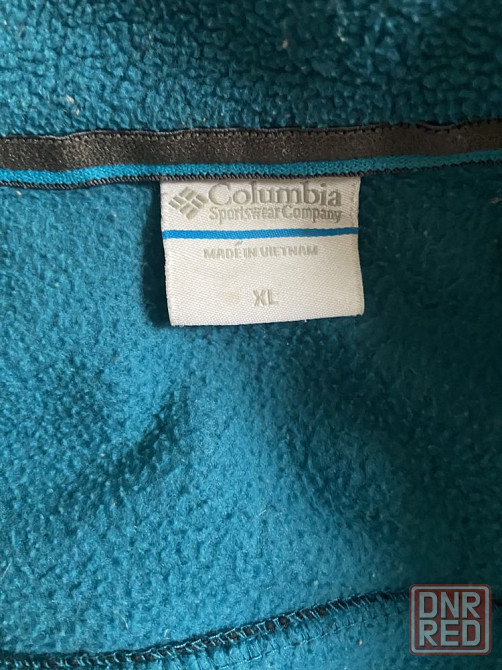 Columbia
Sportswear Company
MADE IN VIETNAM
XL
DNR
RED